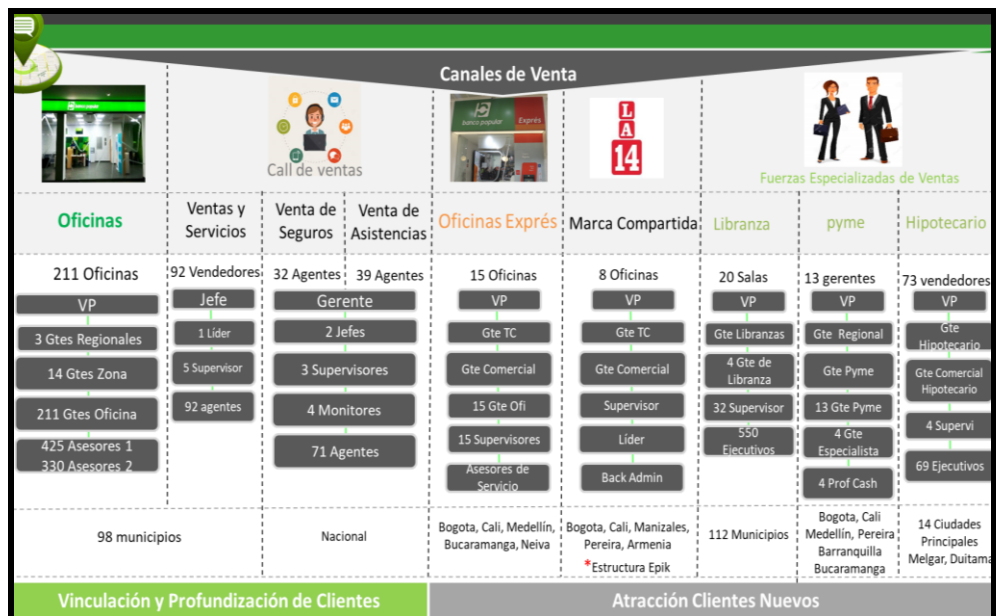 Canales de Venta
banco popular
Call de ventas
banco popular Exprés
LA
14
Fuerzas Especializadas de Ventas
Oficinas
Ventas y
Servicios
Venta de
Seguros
Venta de
Asistencias
Oficinas Exprés
Marca Compartida
Libranza
pyme
Hipotecario
211 Oficinas
VP
3 Gtes Regionales
14 Gtes Zona
211 Gtes Oficina
425 Asesores 1
330 Asesores 2
92 Vendedores
Jefe
1 Líder
5 Supervisor
92 agentes
98 municipios
32 Agentes
39 Agentes
Gerente
2 Jefes
3 Supervisores
4 Monitores
71 Agentes
Nacional
15 Oficinas
VP
Gte TC
Gte Comercial
15 Gte Ofi
15 Supervisores
Asesores de
Servicio
Bogota, Cali, Medellín,
Bucaramanga, Neiva
8 Oficinas
VP
Gte TC
Gte Comercial
Supervisor
Líder
Back Admin
Bogota, Cali, Manizales,
Pereira, Armenia
*Estructura Epik
20 Salas
VP
Gte Libranzas
4 Gte de
Libranza
32 Supervisor
550
Ejecutivos
112 Municipios
13 gerentes
VP
Gte Regional
Gte Pyme
13 Gte Pyme
4 Gte
Especialista
4 Prof Cash
Bogota, Cali
Medellín, Pereira
Barranquilla
Bucaramanga
73 vendedores
VP
Gte
Hipotecario
Gte Comercial
Hipotecario
4 Supervi
69 Ejecutivos
14 Ciudades
Principales
Melgar, Duitama
Vinculación y Profundización de Clientes
Atracción Clientes Nuevos